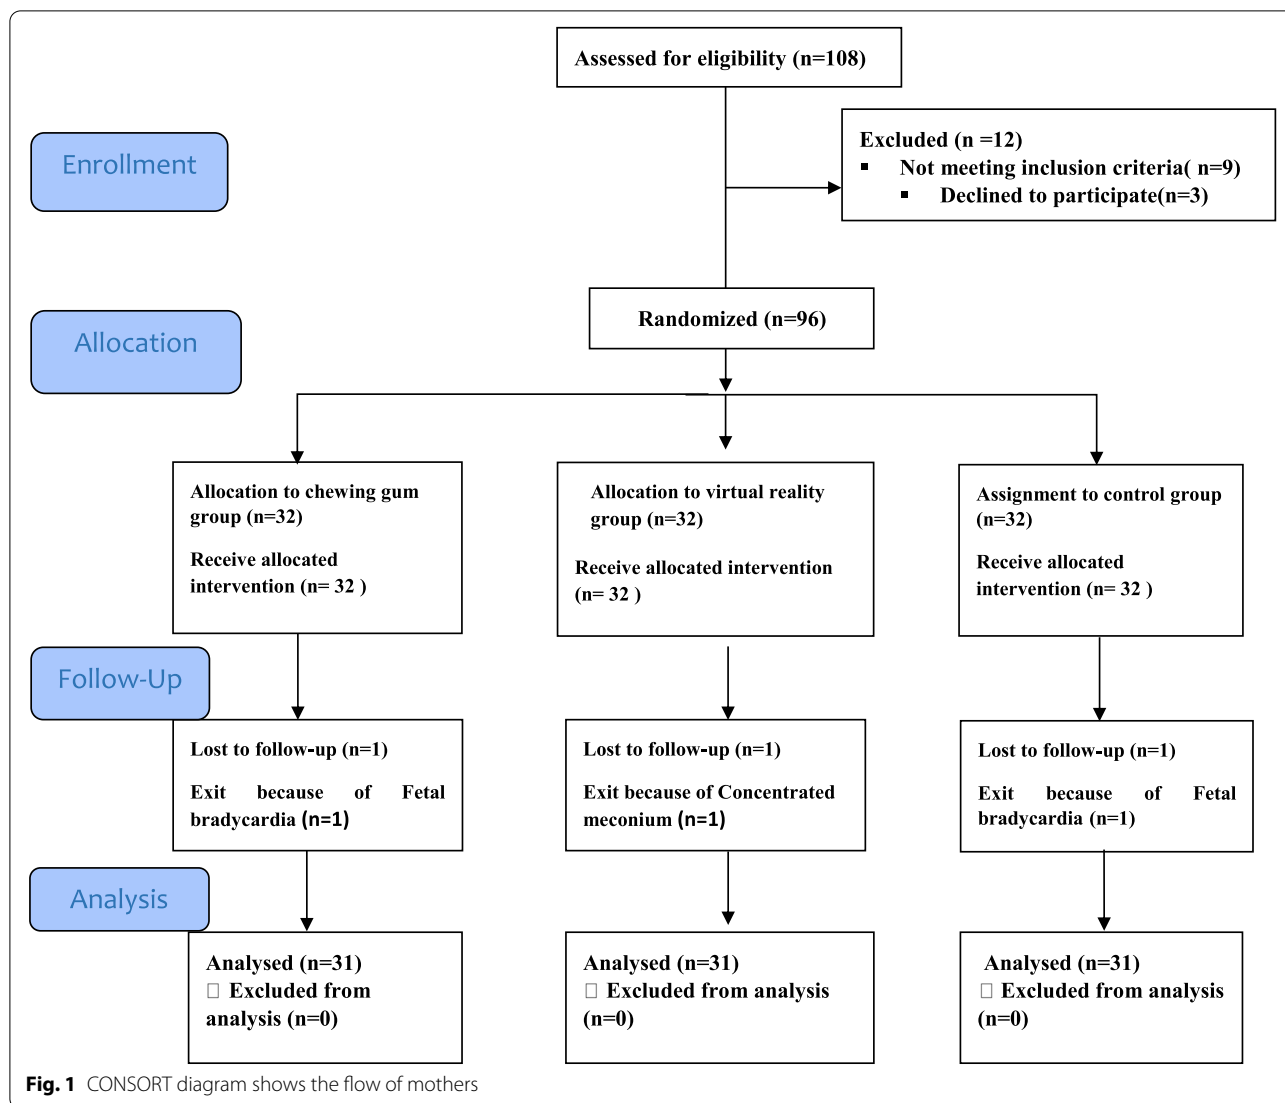 Assessed for eligibility (n=108)
Enrollment
Excluded (n =12)
▪ Not meeting inclusion criteria( n=9)
▪ Declined to participate(n=3)
Allocation
Randomized (n=96)
Allocation to chewing gum
group (n=32)
Receive allocated
intervention (n= 32 )
Allocation to virtual reality
group (n=32)
Receive allocated intervention
(n= 32 )
Assignment to control group
(n=32)
Receive allocated
intervention (n= 32 )
Follow-Up
Lost to follow-up (n=1)
Exit because of Fetal
bradycardia (n=1)
Lost to follow-up (n=1)
Exit because of Concentrated
meconium (n=1)
Lost to follow-up (n=1)
Exit because of Fetal
bradycardia (n=1)
Analysis
Analysed (n=31)
□ Excluded from
analysis (n=0)
Analysed (n=31)
□ Excluded from analysis
(n=0)
Analysed (n=31)
□ Excluded from analysis
(n=0)
Fig. 1 CONSORT diagram shows the flow of mothers